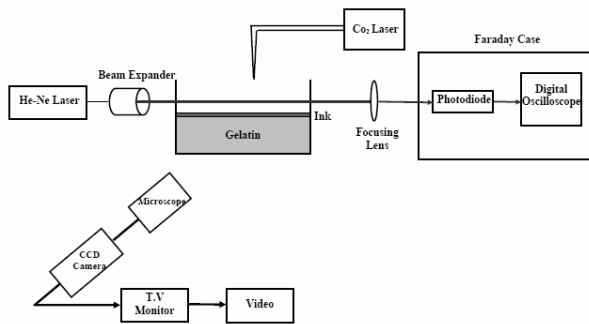 Co₂ Laser
Faraday Case
Beam Expander
He-Ne Laser
Photodiode
Digital
Oscilloscope
Ink
Focusing
Lens
Gelatin
Microscope
CCD
Camera
T.V
Monitor
Video